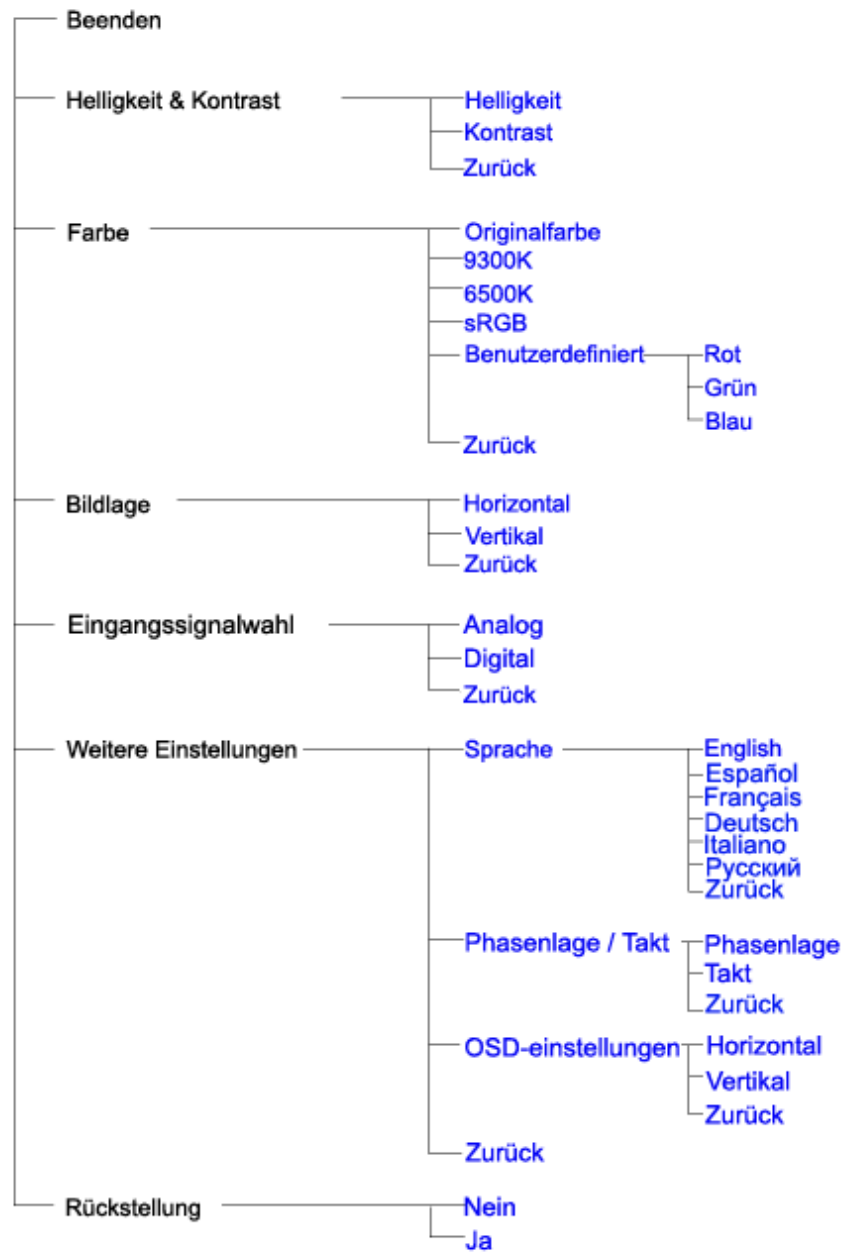 Beenden
Helligkeit & Kontrast
Helligkeit
Kontrast
Zurück
Farbe
Originalfarbe
9300K
6500K
sRGB
Benutzerdefiniert
Rot
Grün
Blau
Zurück
Bildlage
Horizontal
Vertikal
Zurück
Eingangssignalwahl
Analog
Digital
Zurück
Weitere Einstellungen
Sprache
English
Español
Français
Deutsch
Italiano
Русский
Zurück
Phasenlage / Takt
Phasenlage
Takt
Zurück
OSD-einstellungen
Horizontal
Vertikal
Zurück
Zurück
Rückstellung
Nein
Ja